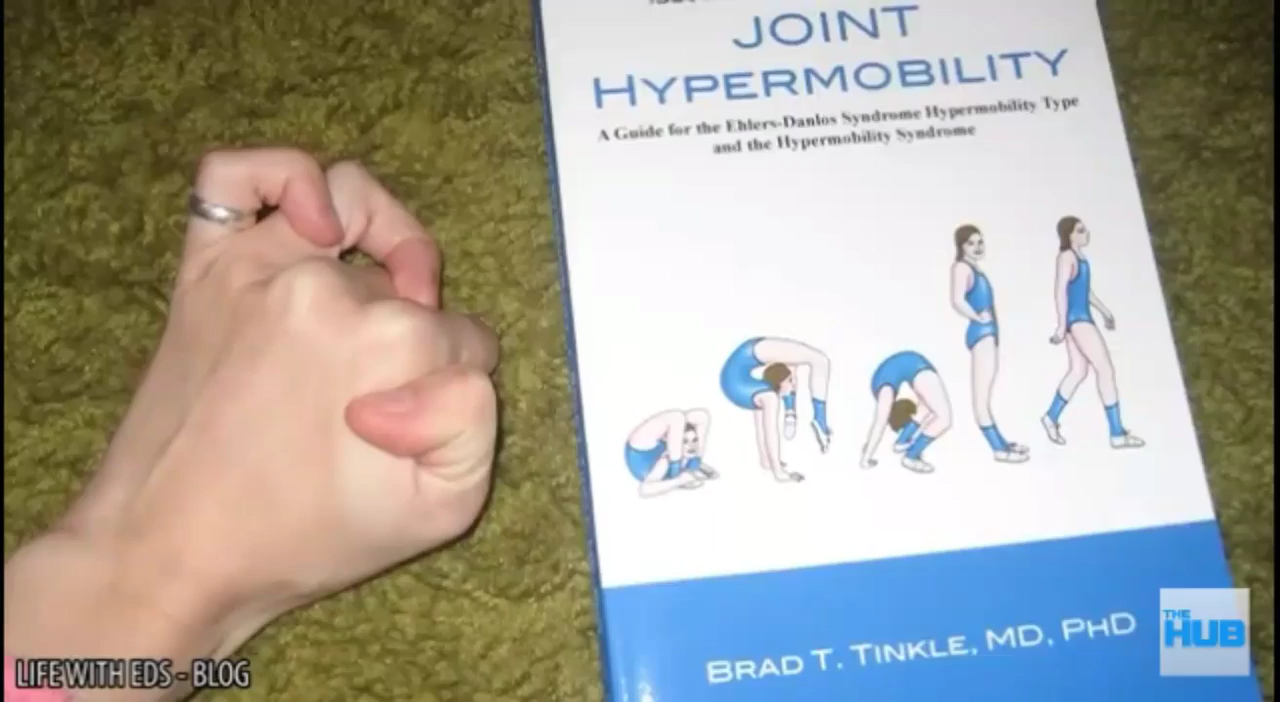 JOINT
HYPERMOBILITY
A Guide for the Ehlers-Danlos Syndrome Hypermobility Type
and the Hypermobility Syndrome
BRAD T. TINKLE, MD, PHD
THE
HUB
LIFE WITH EDS - BLOG